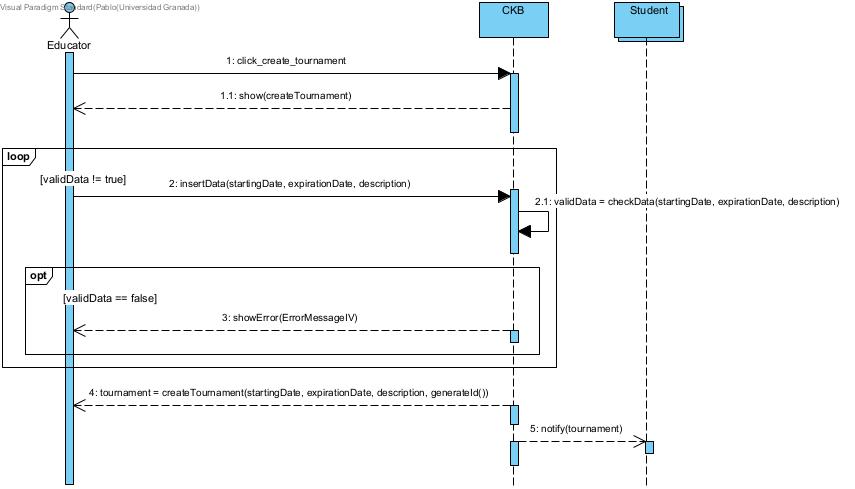 Visual Paradigm Standard(Pablo(Universidad Granada))
Educator
CKB
Student
1: click_create_tournament
1.1: show(createTournament)
loop
[validData != true]
2: insertData(startingDate, expirationDate, description)
2.1: validData = checkData(startingDate, expirationDate, description)
opt
[validData == false]
3: showError(ErrorMessageIV)
4: tournament = createTournament(startingDate, expirationDate, description, generateId())
5: notify(tournament)